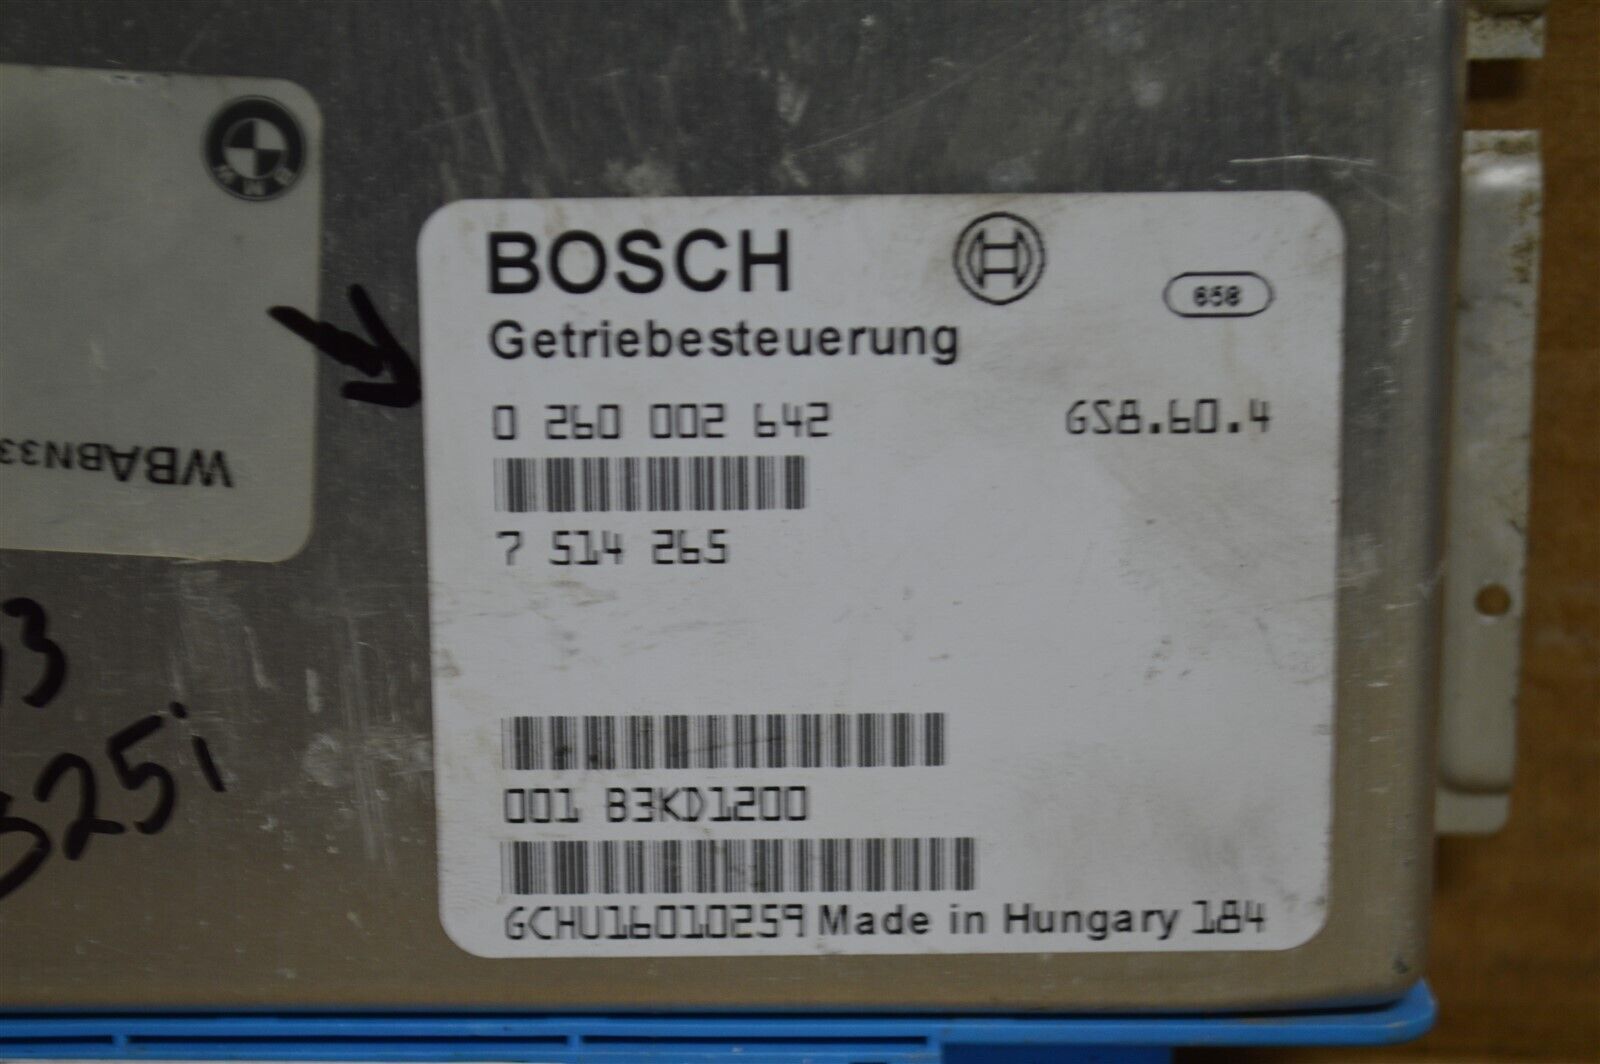 BMW
WBABN33
BOSCH
658
Getriebesteuerung
0 260 002 642 GS8.60.4
7 514 265
3
325i
001 B3KD1200
GCHU16010259 Made in Hungary 184